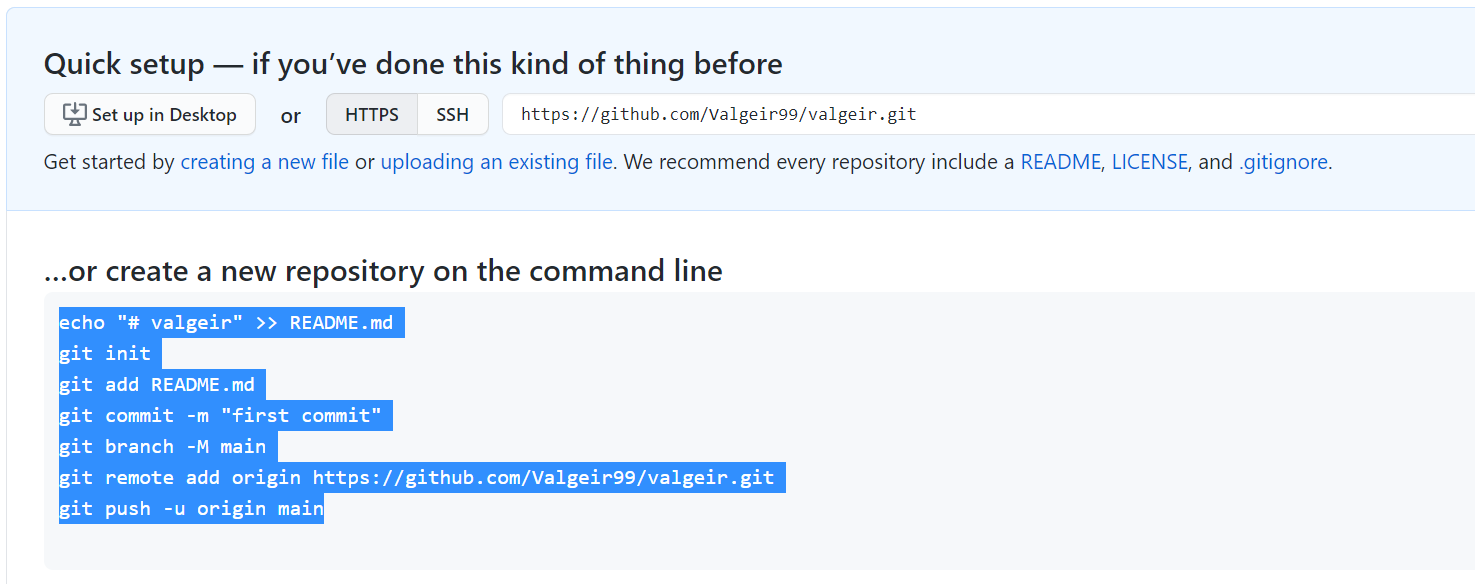 Quick setup — if you’ve done this kind of thing before
Set up in Desktop or HTTPS SSH https://github.com/Valgeir99/valgeir.git
Get started by creating a new file or uploading an existing file. We recommend every repository include a README, LICENSE, and .gitignore.
…or create a new repository on the command line
echo "# valgeir" >> README.md
git init
git add README.md
git commit -m "first commit"
git branch -M main
git remote add origin https://github.com/Valgeir99/valgeir.git
git push -u origin main